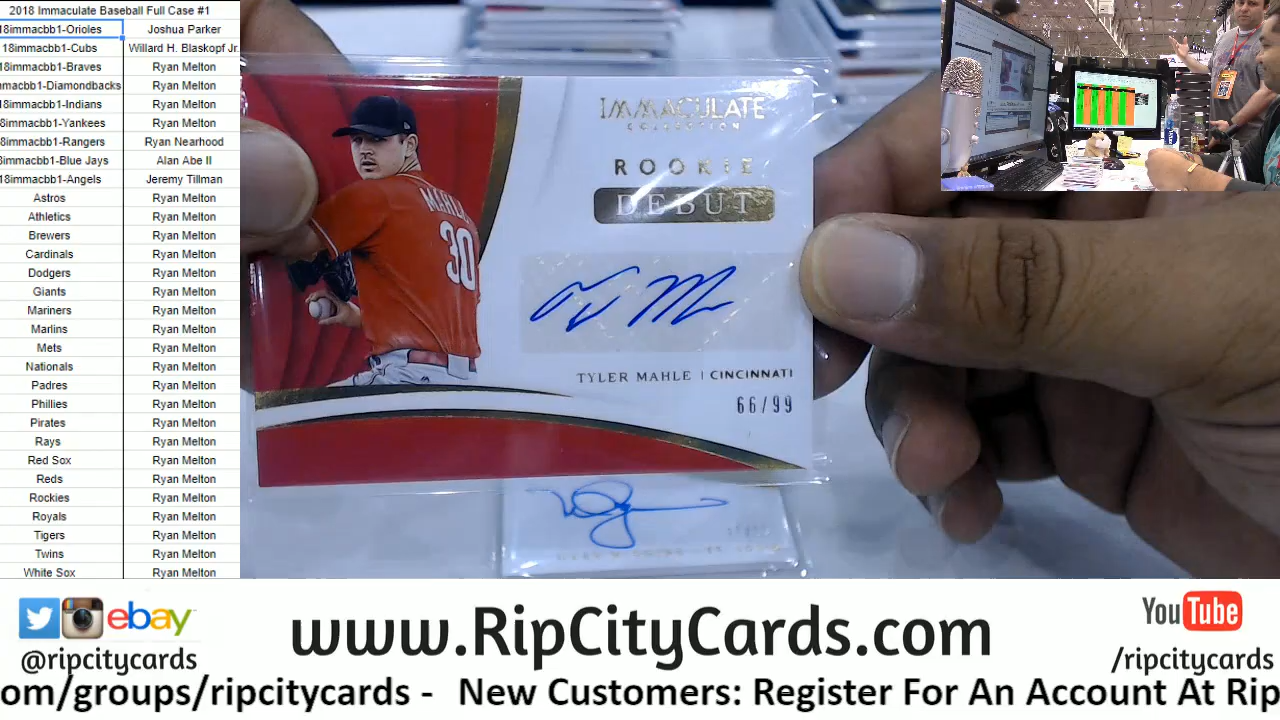 2018 Immaculate Baseball Full Case #1
18immacbb1-Orioles Joshua Parker
18immacbb1-Cubs Willard H. Blaskopf Jr.
18immacbb1-Braves Ryan Melton
macbb1-Diamondbacks Ryan Melton
18immacbb1-Indians Ryan Melton
8immacbb1-Yankees Ryan Melton
18immacbb1-Rangers Ryan Nearhood
8immacbb1-Blue Jays Alan Abe II
18immacbb1-Angels Jeremy Tillman
Astros Ryan Melton
Athletics Ryan Melton
Brewers Ryan Melton
Cardinals Ryan Melton
Dodgers Ryan Melton
Giants Ryan Melton
Mariners Ryan Melton
Marlins Ryan Melton
Mets Ryan Melton
Nationals Ryan Melton
Padres Ryan Melton
Phillies Ryan Melton
Pirates Ryan Melton
Rays Ryan Melton
Red Sox Ryan Melton
Reds Ryan Melton
Rockies Ryan Melton
Royals Ryan Melton
Tigers Ryan Melton
Twins Ryan Melton
White Sox Ryan Melton
IMMACULATE
COLLECTION
ROOKIE
DEBUT
MAHLE
30
TYLER MAHLE | CINCINNATI
66/99
ebay
@ripcitycards
www.RipCityCards.com
YouTube
/ripcitycards
om/groups/ripcitycards - New Customers: Register For An Account At Rip